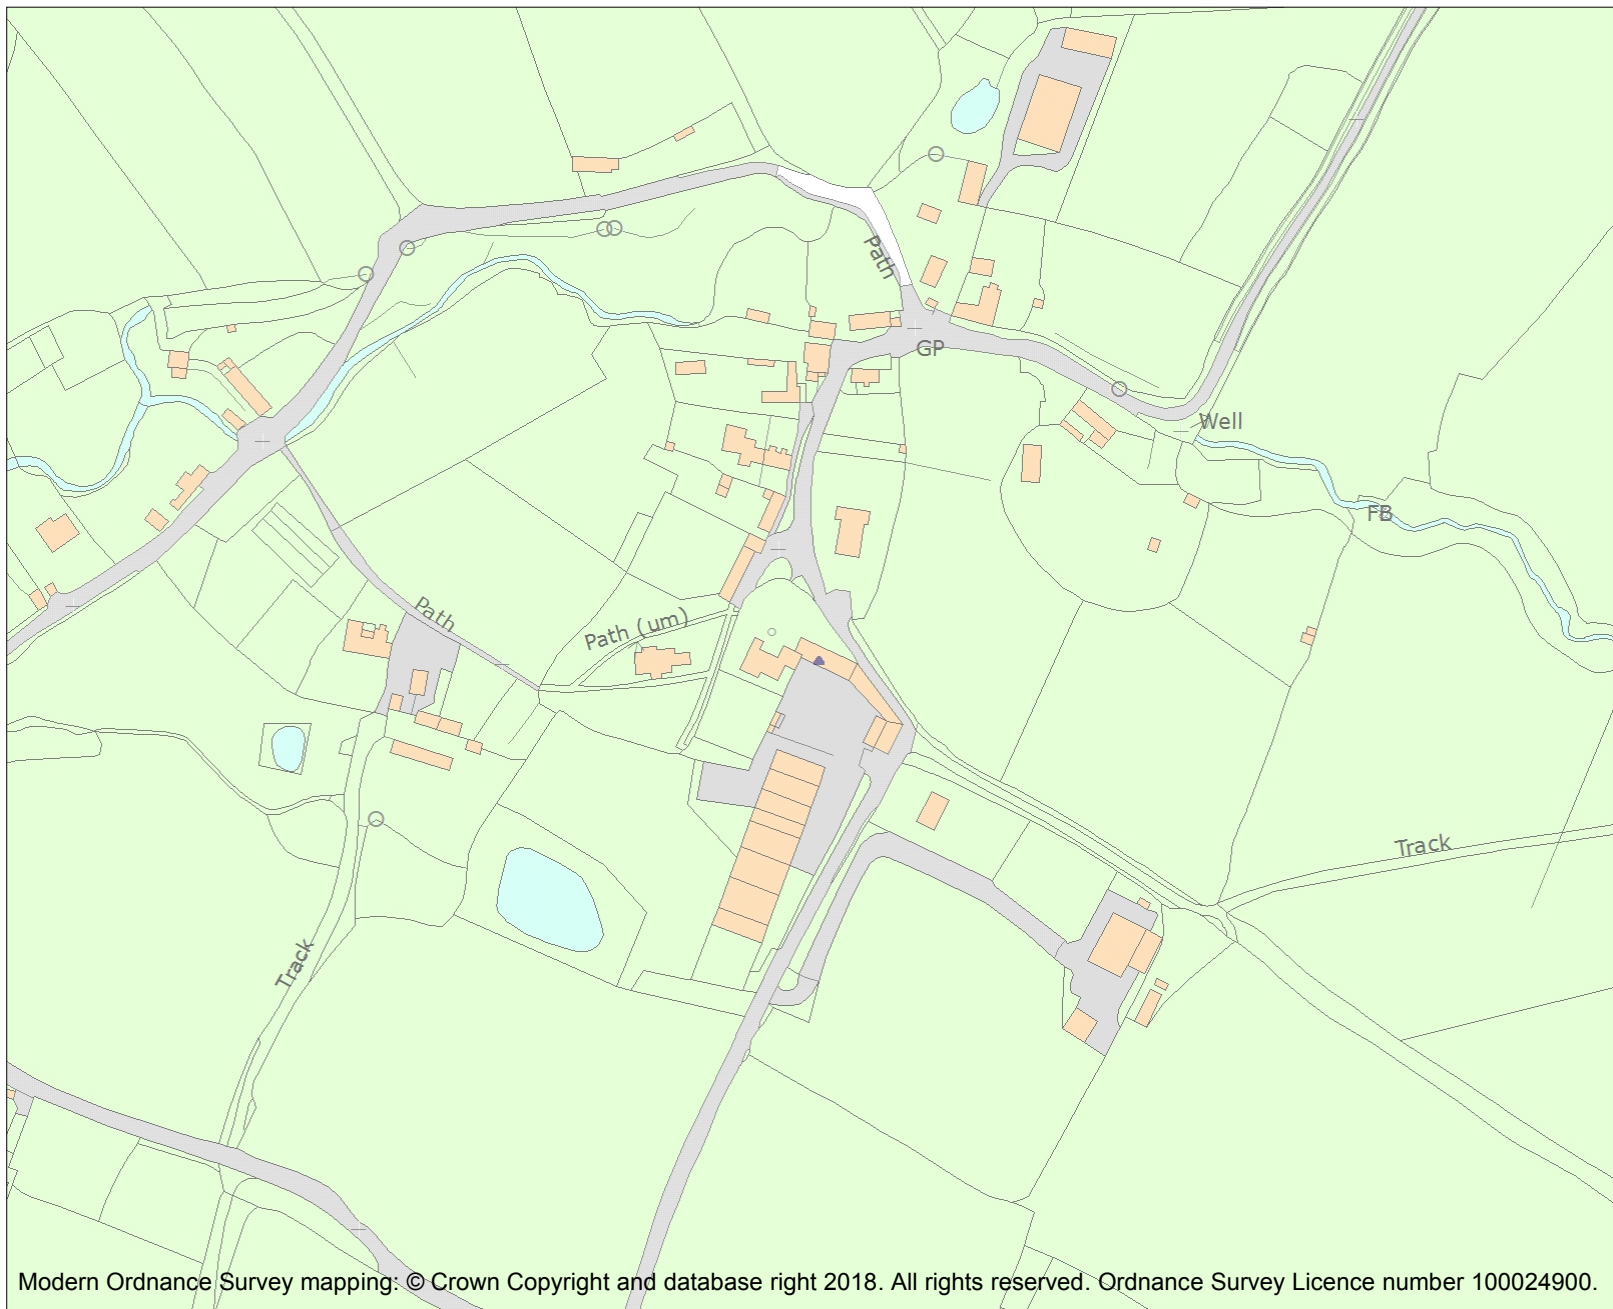 Path
GP
Well
FB
Path
Path (um)
Track
Track
Modern Ordnance Survey mapping: © Crown Copyright and database right 2018. All rights reserved. Ordnance Survey Licence number 100024900.